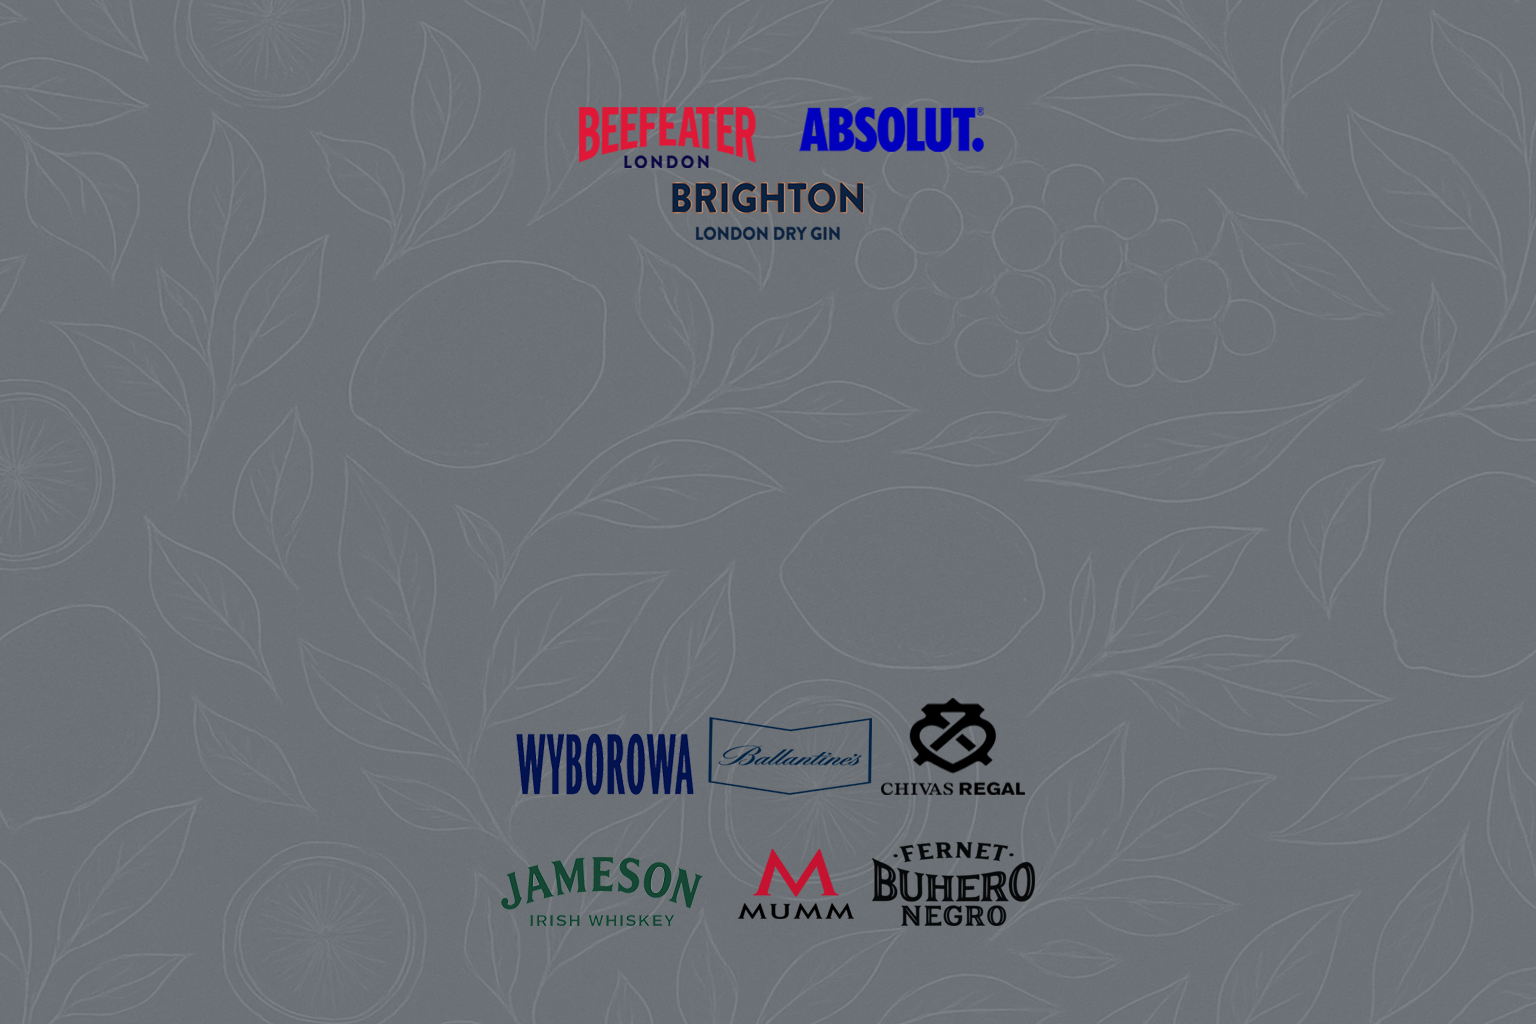 BEEFEATER
LONDON
ABSOLUT.®
BRIGHTON
LONDON DRY GIN
WYBOROWA
Ballantine's
CHIVAS REGAL
JAMESON
IRISH WHISKEY
MUMM
·FERNET·
BUHERO
NEGRO